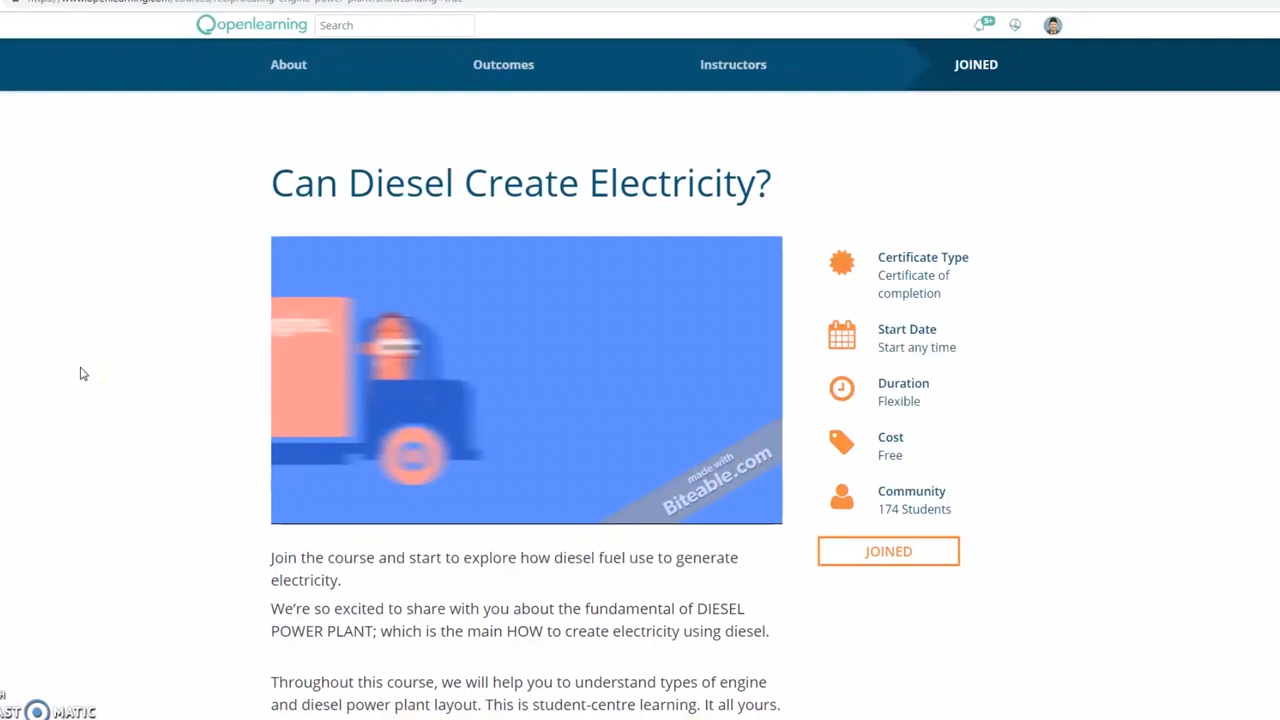 openlearning
Search
5+
About
Outcomes
Instructors
JOINED
Can Diesel Create Electricity?
made with
Biteable.com
Certificate Type
Certificate of
completion
Start Date
Start any time
Duration
Flexible
Cost
Free
Community
174 Students
JOINED
Join the course and start to explore how diesel fuel use to generate
electricity.
We're so excited to share with you about the fundamental of DIESEL
POWER PLANT; which is the main HOW to create electricity using diesel.
Throughout this course, we will help you to understand types of engine
and diesel power plant layout. This is student-centre learning. It all yours.
MATIC